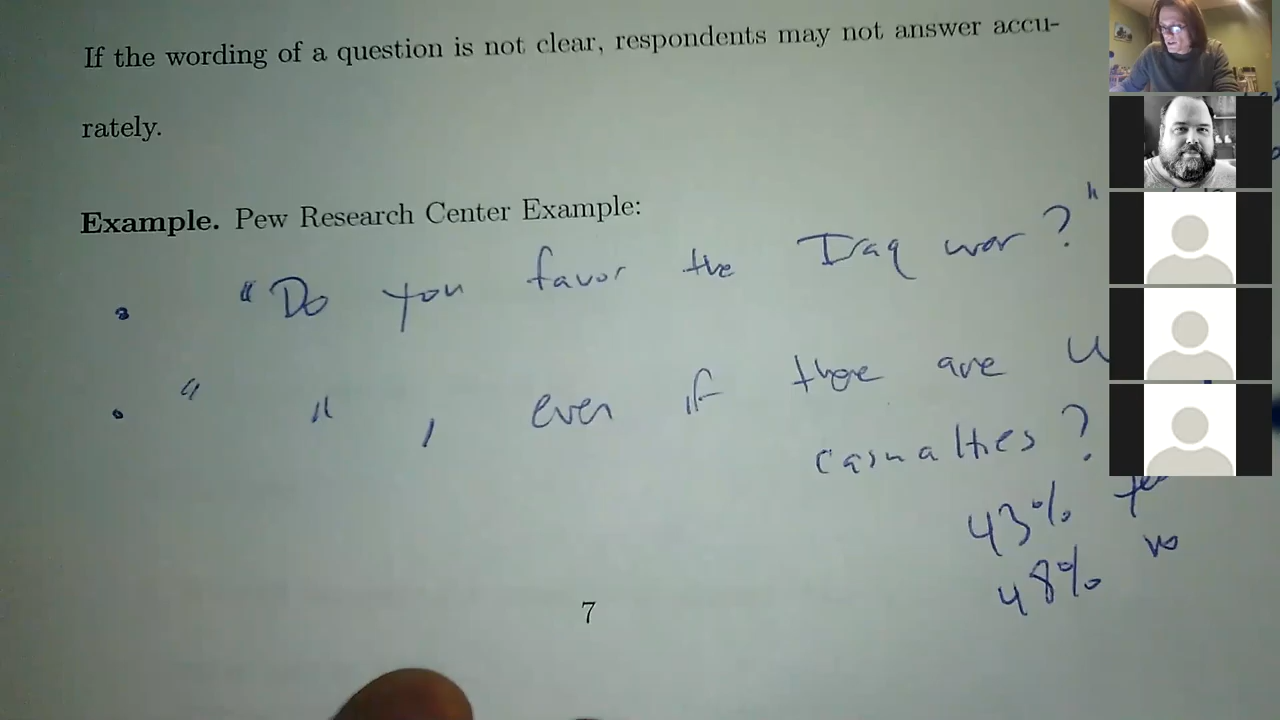 If the wording of a question is not clear, respondents may not answer accu-
rately.
Example. Pew Research Center Example:
• "Do you favor the Iraq war?"
• " ", even if there are
casualties?
43%
48% no
7